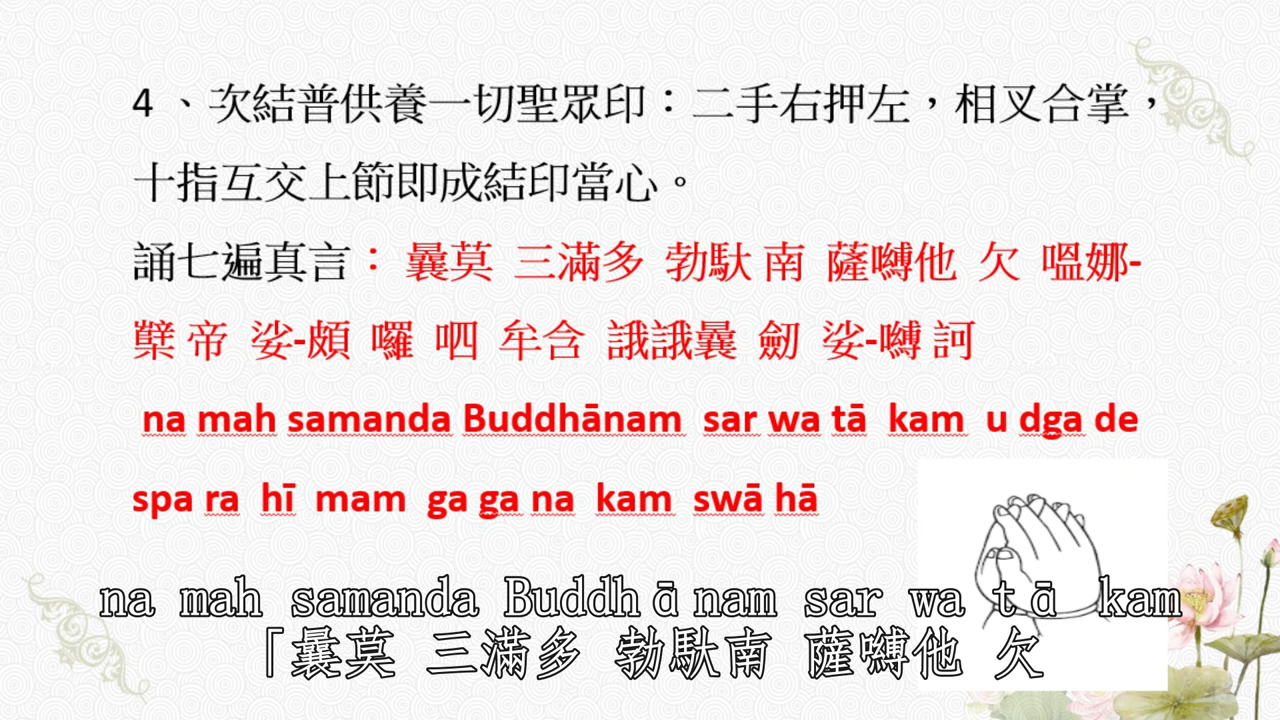 4 、次結普供養一切聖眾印：二手右押左，相叉合掌，
十指互交上節即成結印當心。
誦七遍真言： 曩莫 三滿多 勃馱 南 薩嚩他 欠 嗢娜-
櫱 帝 娑-頗 囉 呬 牟含 誐誐曩 劒 娑-嚩 訶
na mah samanda Buddhānam sar wa tā kam u dga de
spa ra hī mam ga ga na kam swā hā
na mah samanda Buddhānam sar wa tā kam
「曩莫 三滿多 勃馱南 薩嚩他 欠